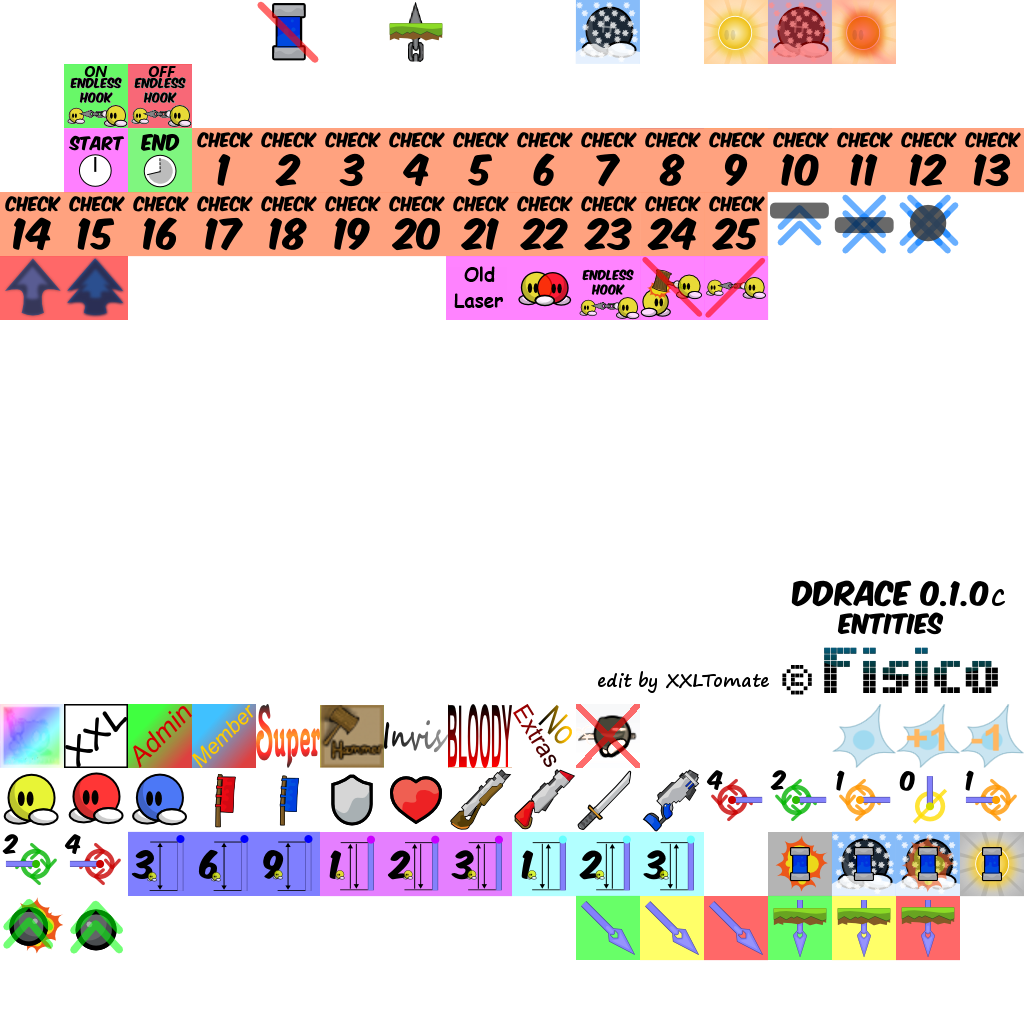 ON
ENDLESS
HOOK
OFF
ENDLESS
HOOK
START
END
CHECK
1
CHECK
2
CHECK
3
CHECK
4
CHECK
5
CHECK
6
CHECK
7
CHECK
8
CHECK
9
CHECK
10
CHECK
11
CHECK
12
CHECK
13
CHECK
14
CHECK
15
CHECK
16
CHECK
17
CHECK
18
CHECK
19
CHECK
20
CHECK
21
CHECK
22
CHECK
23
CHECK
24
CHECK
25
Old
Laser
ENDLESS
HOOK
DDRACE 0.1.0c
ENTITIES
edit by XXLTomate © Fisico
XXL
Admin
Member
Super
Hammer
Invis
BLOODY
No
Extras
+1
-1
4
2
1
0
1
2
4
3
6
9
1
2
3
1
2
3